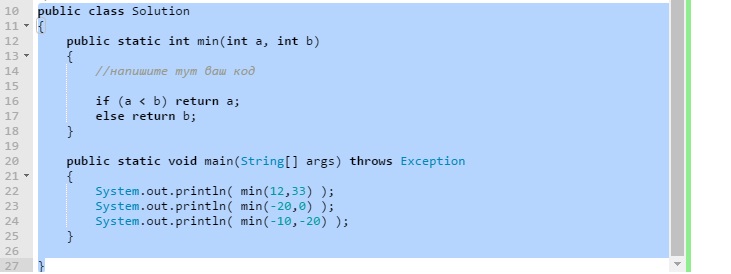 10 public class Solution
11 {
12     public static int min(int a, int b)
13     {
14         //напишите тут ваш код
15
16         if (a < b) return a;
17         else return b;
18     }
19
20     public static void main(String[] args) throws Exception
21     {
22         System.out.println( min(12,33) );
23         System.out.println( min(-20,0) );
24         System.out.println( min(-10,-20) );
25     }
26
27 }